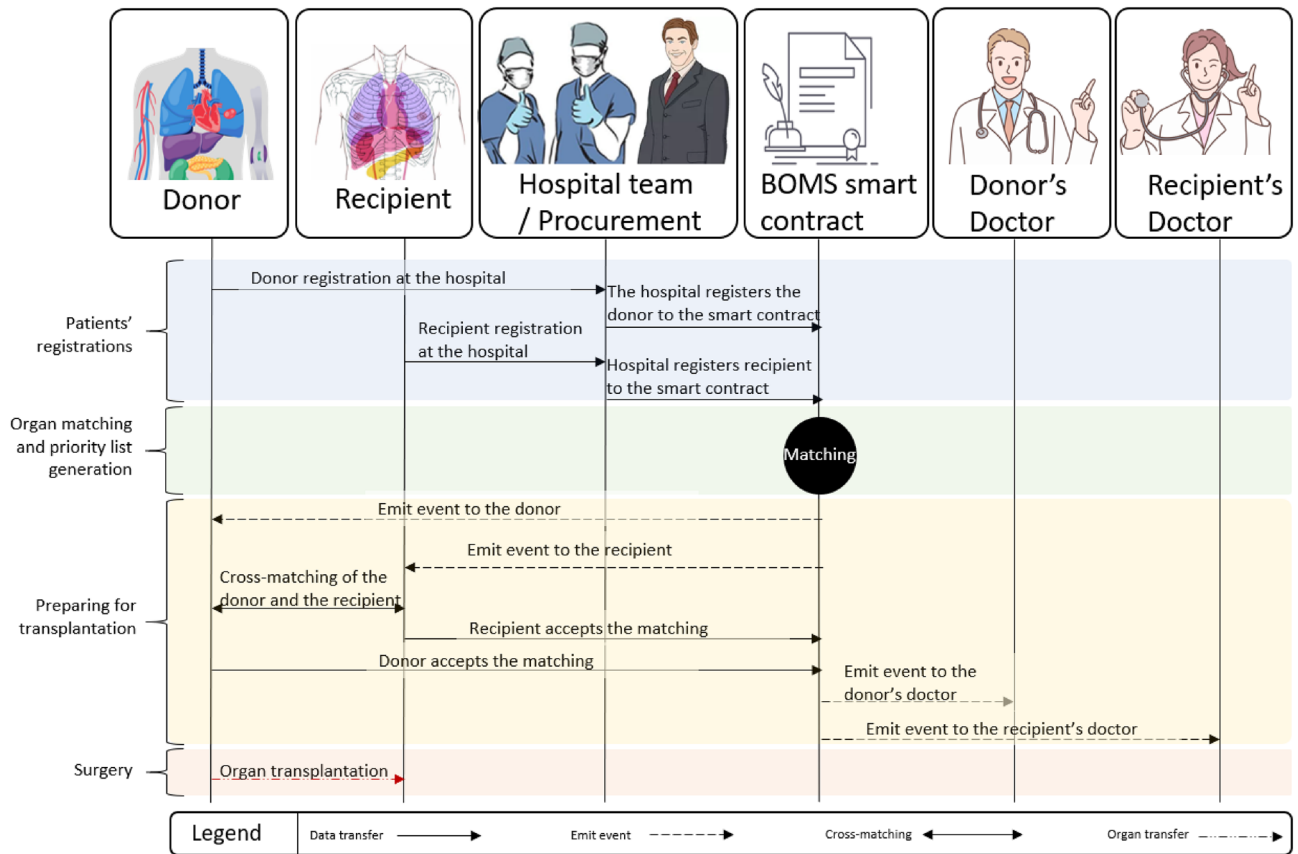 Donor
Recipient
Hospital team
/ Procurement
BOMS smart
contract
Donor's
Doctor
Recipient's
Doctor
Patients'
registrations
Donor registration at the hospital
The hospital registers the
donor to the smart contract
Recipient registration
at the hospital
Hospital registers recipient
to the smart contract
Organ matching
and priority list
generation
Matching
Preparing for
transplantation
Emit event to the donor
Emit event to the recipient
Cross-matching of the
donor and the recipient
Recipient accepts the matching
Donor accepts the matching
Emit event to the
donor's doctor
Emit event to the recipient's doctor
Surgery
Organ transplantation
Legend
Data transfer
Emit event
Cross-matching
Organ transfer